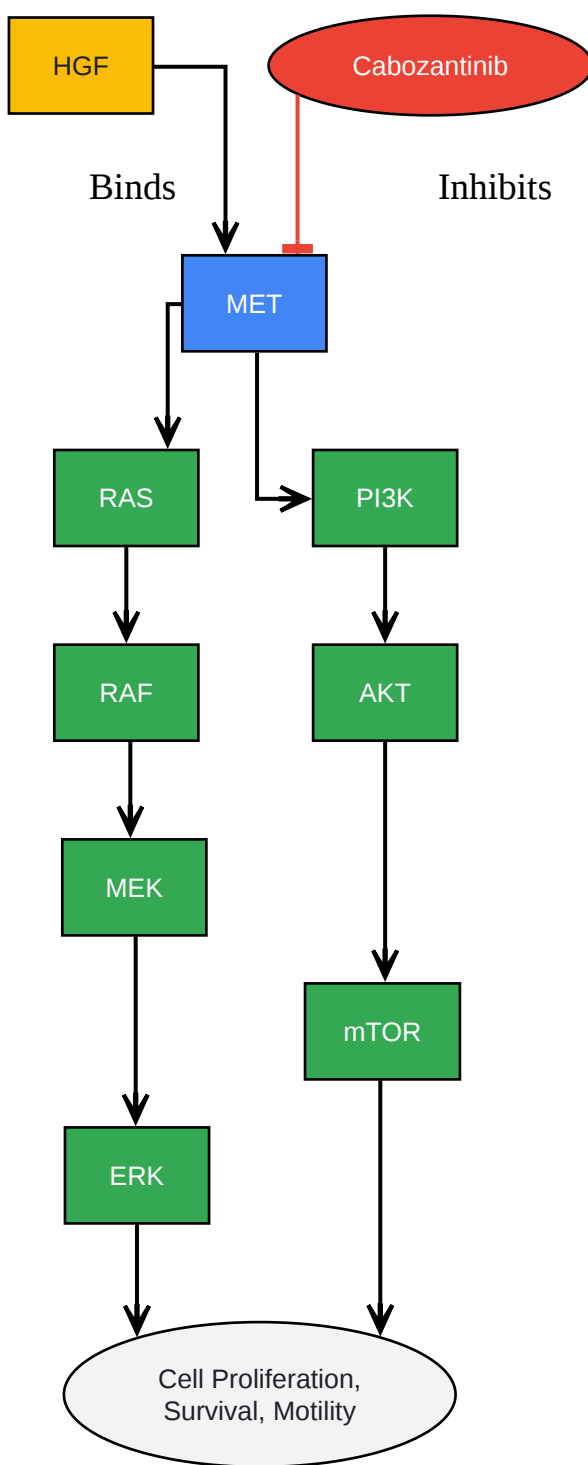 HGF
Cabozantinib
Binds
Inhibits
MET
RAS
PI3K
RAF
AKT
MEK
mTOR
ERK
Cell Proliferation,
Survival, Motility